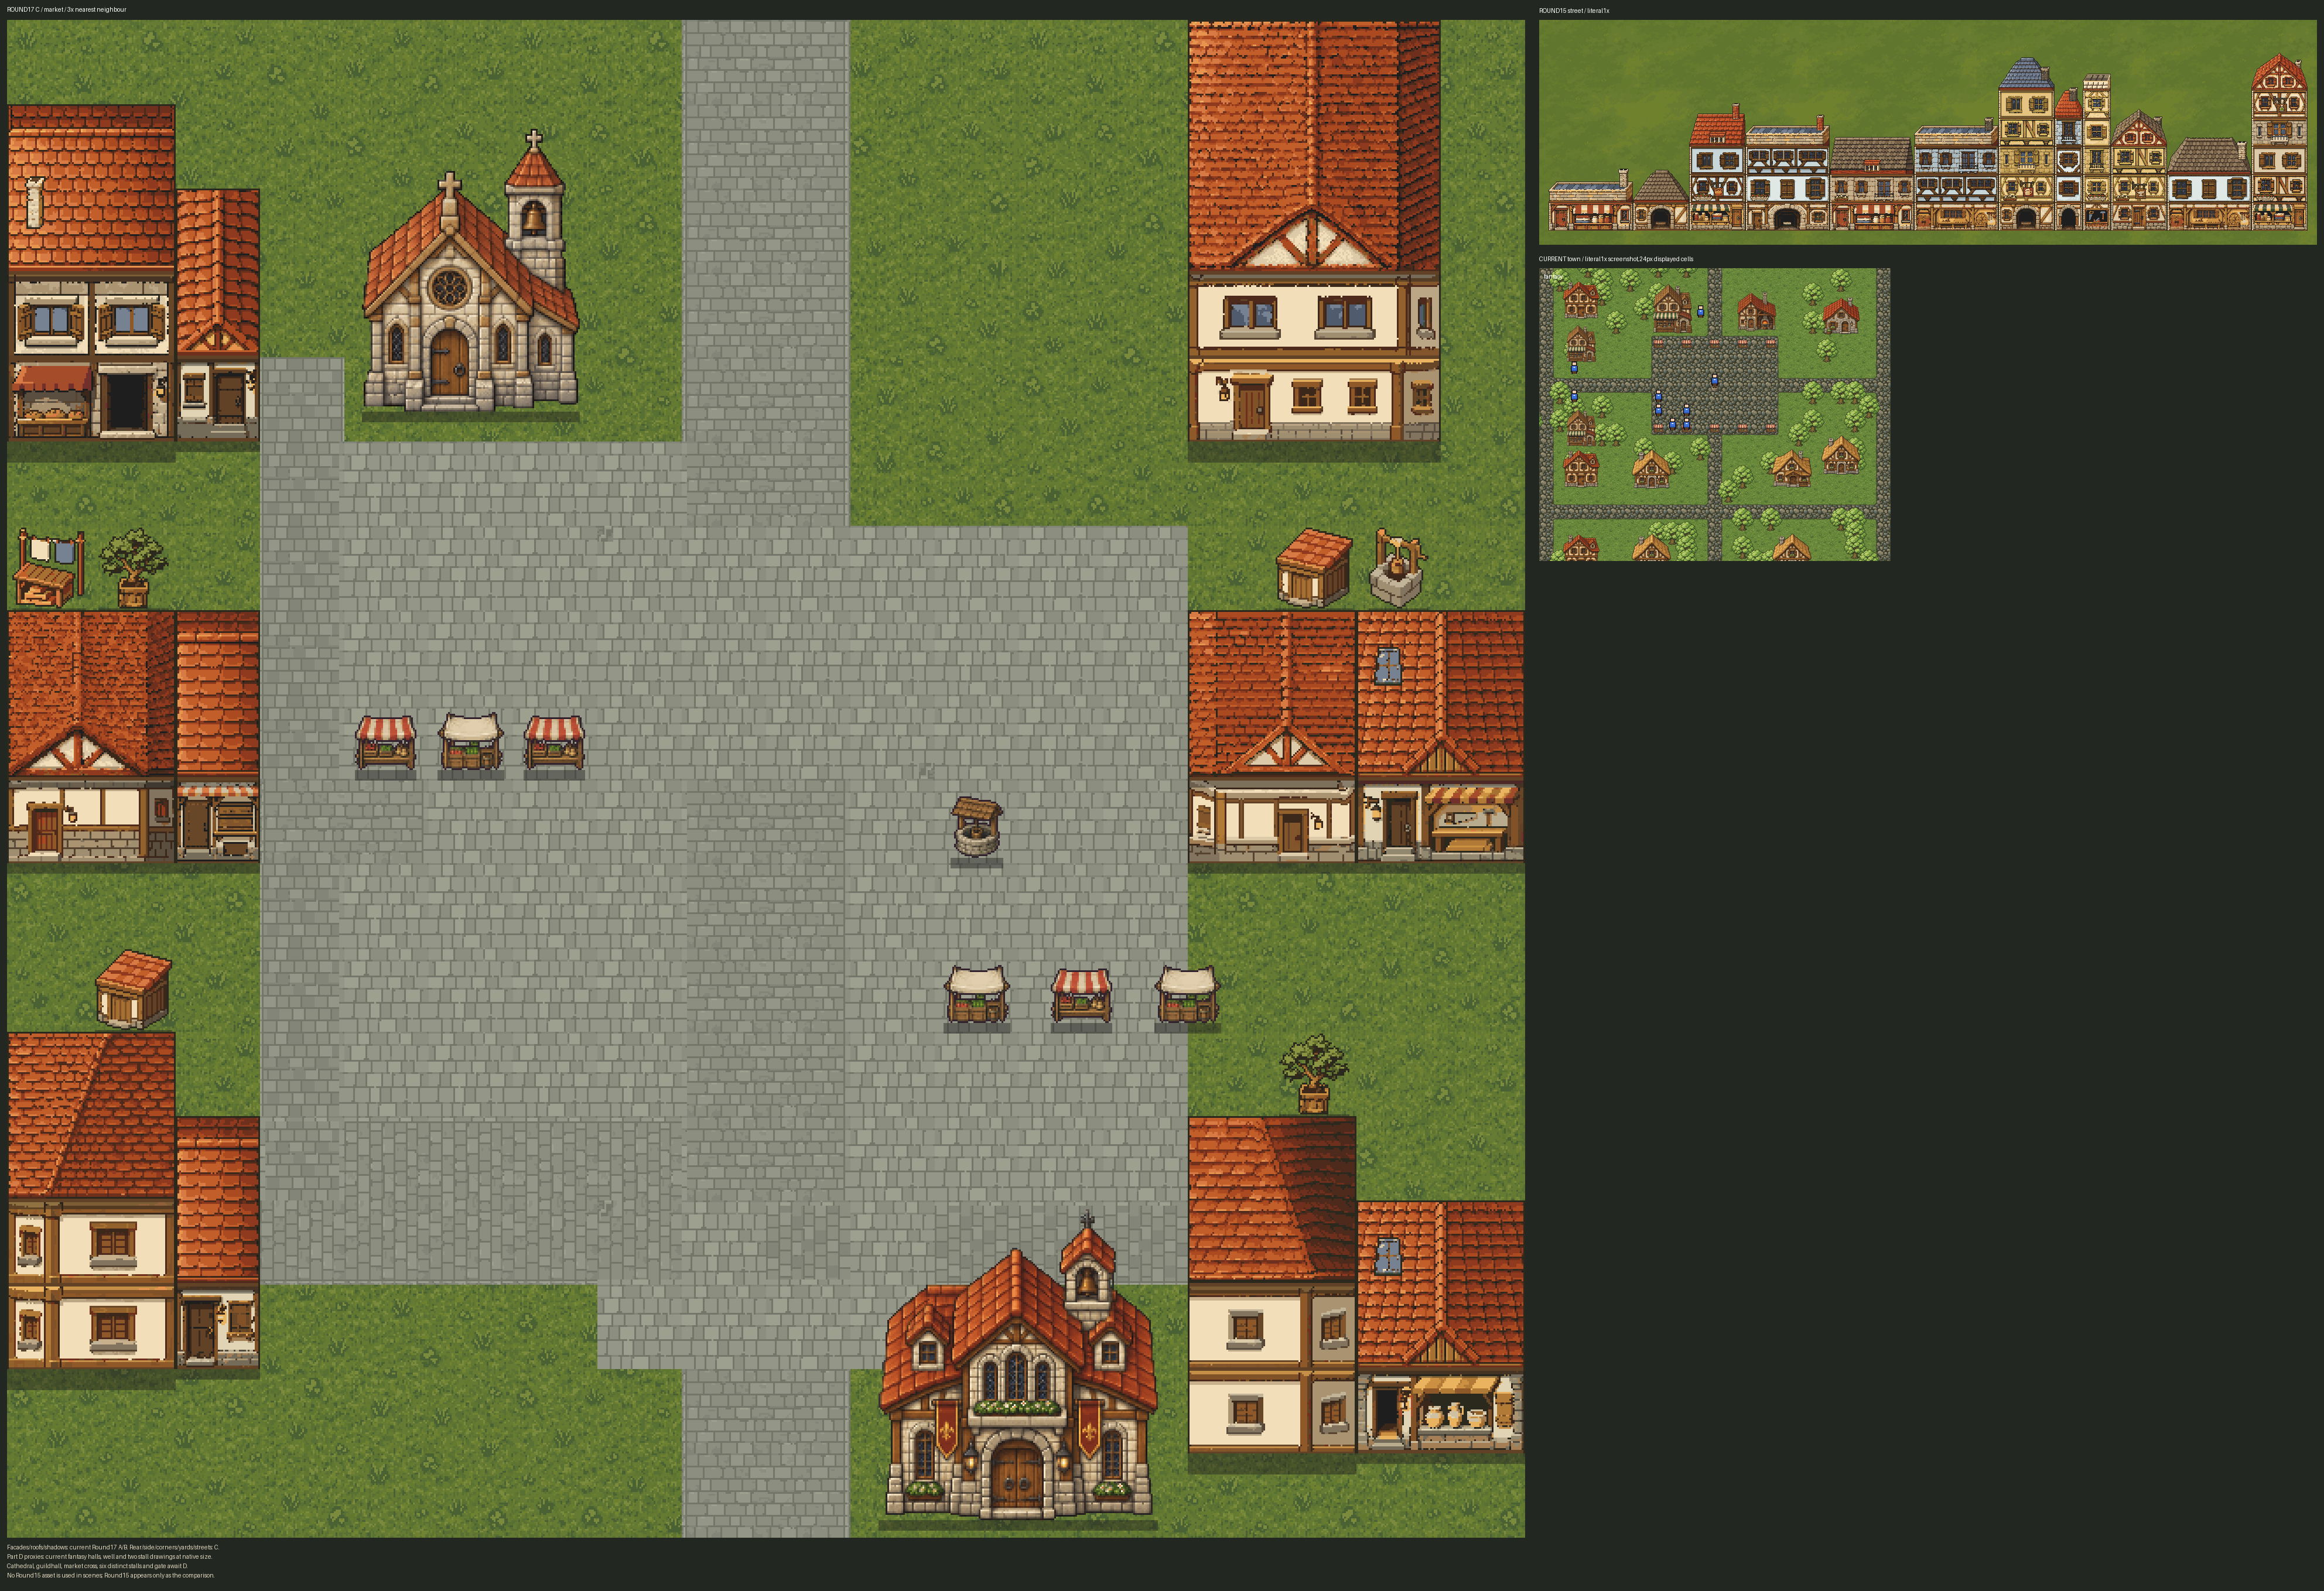 ROUND17 C / market / 3x nearest neighbour
ROUND15 street / literal 1x
CURRENT town / literal 1x screenshot, 24px displayed cells
Facades/roofs/shadows: current Round17 A/B. Rear/side/corners/yards/streets: C.
Part D proxies: current fantasy halls, well and two stall drawings at native size.
Cathedral, guildhall, market cross, six distinct stalls and gate await D.
No Round15 asset is used in scenes; Round15 appears only as the comparison.